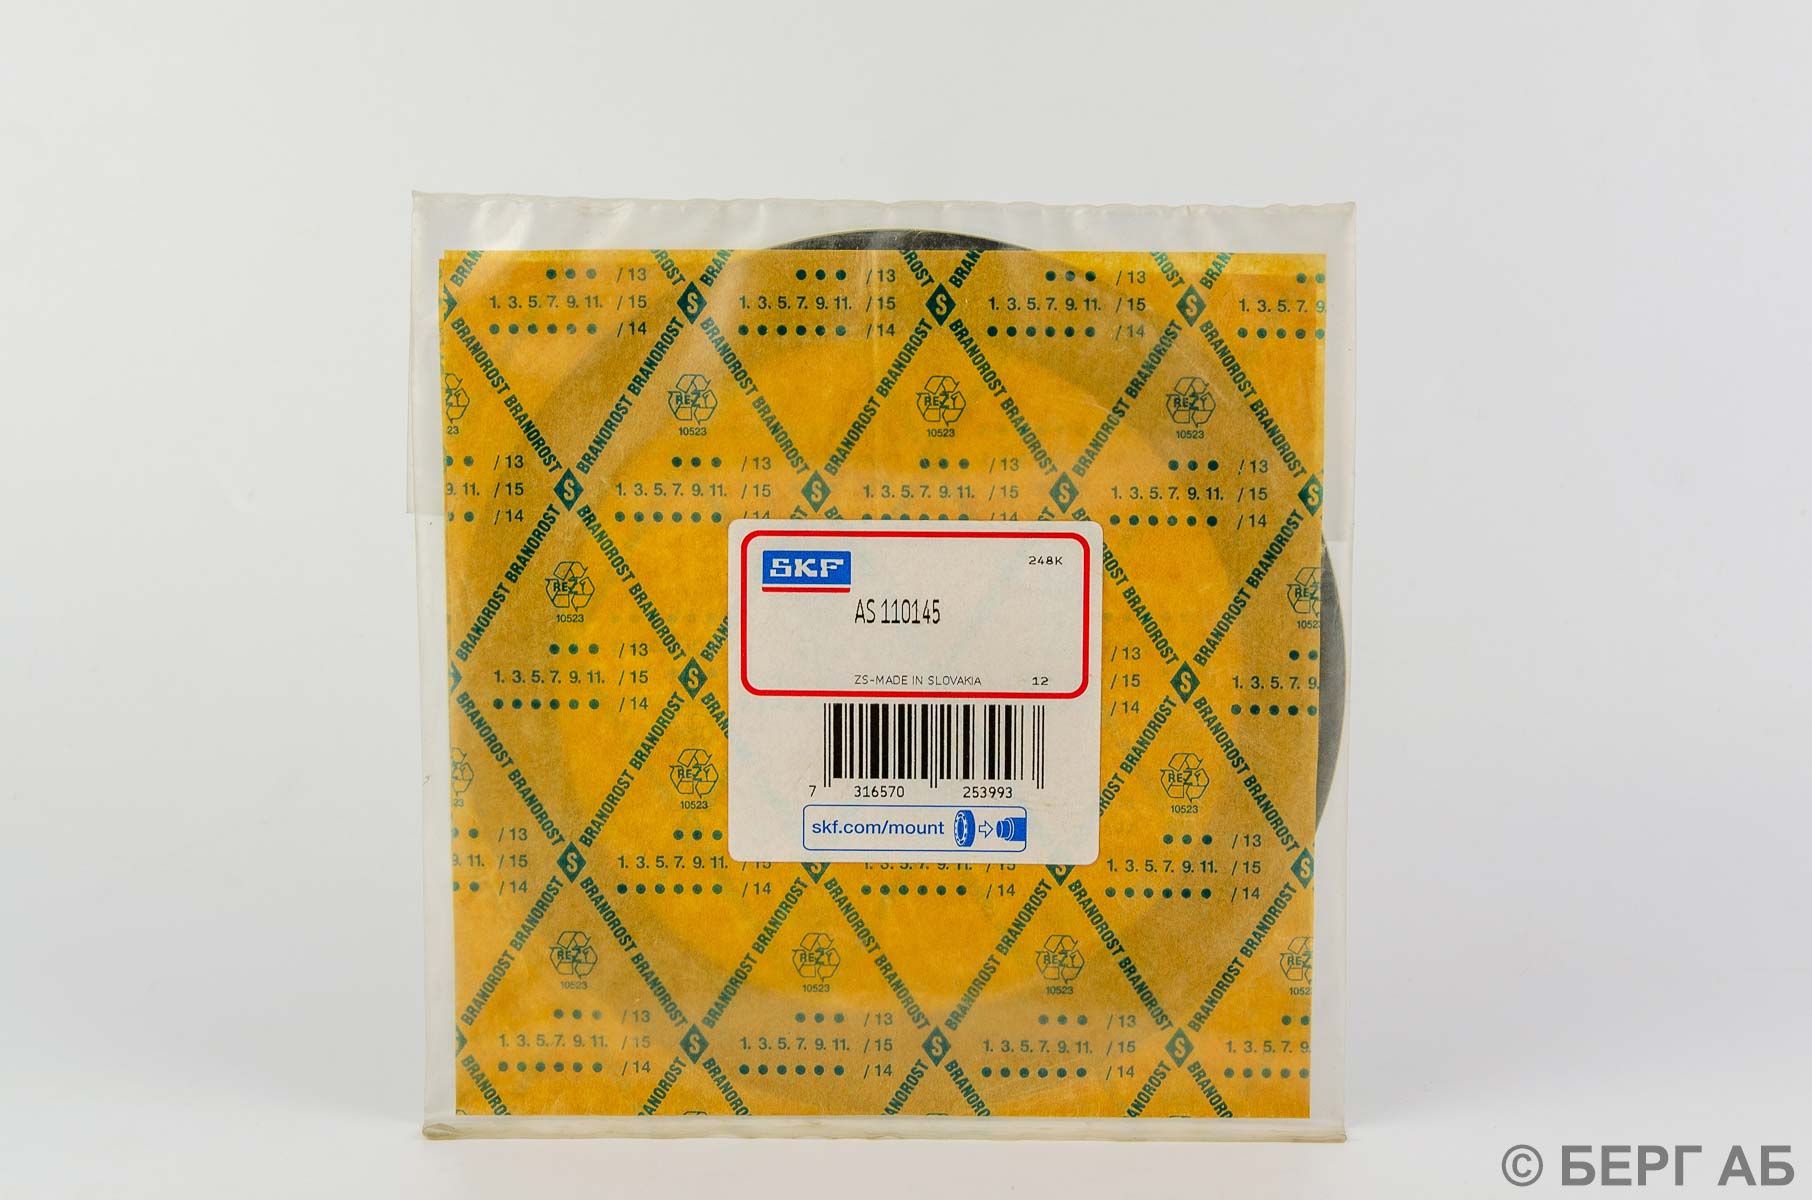 SKF
248K
AS 110145
ZS-MADE IN SLOVAKIA 12
7 316570 253993
skf.com/mount
BRANOROST BRANOROST
S
/ 13
1. 3. 5. 7. 9. 11. / 15
/ 14
REZY
10523
© БЕРГ АБ